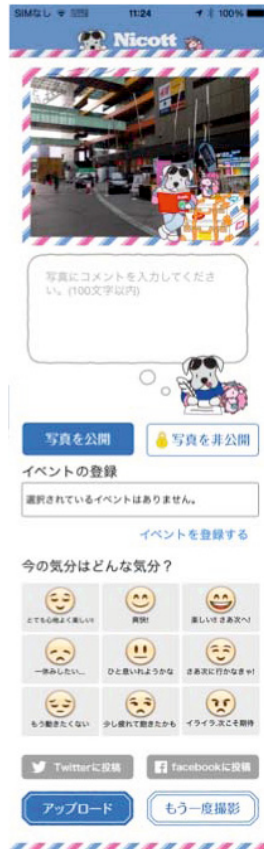 SIMなし 11:24 100%
Nicott
写真にコメントを入力してくださ
い。(100文字以内)
写真を公開
写真を非公開
イベントの登録
選択されているイベントはありません。
イベントを登録する
今の気分はどんな気分？
とても心地よく楽しい!!
爽快!
楽しい!! さあ次へ!
一休みしたい…
ひと息いれようかな
さあ次に行かなきゃ!
もう動きたくない
少し疲れて飽きたかも
イライラ､次こそ期待
Twitterに投稿
facebookに投稿
アップロード
もう一度撮影